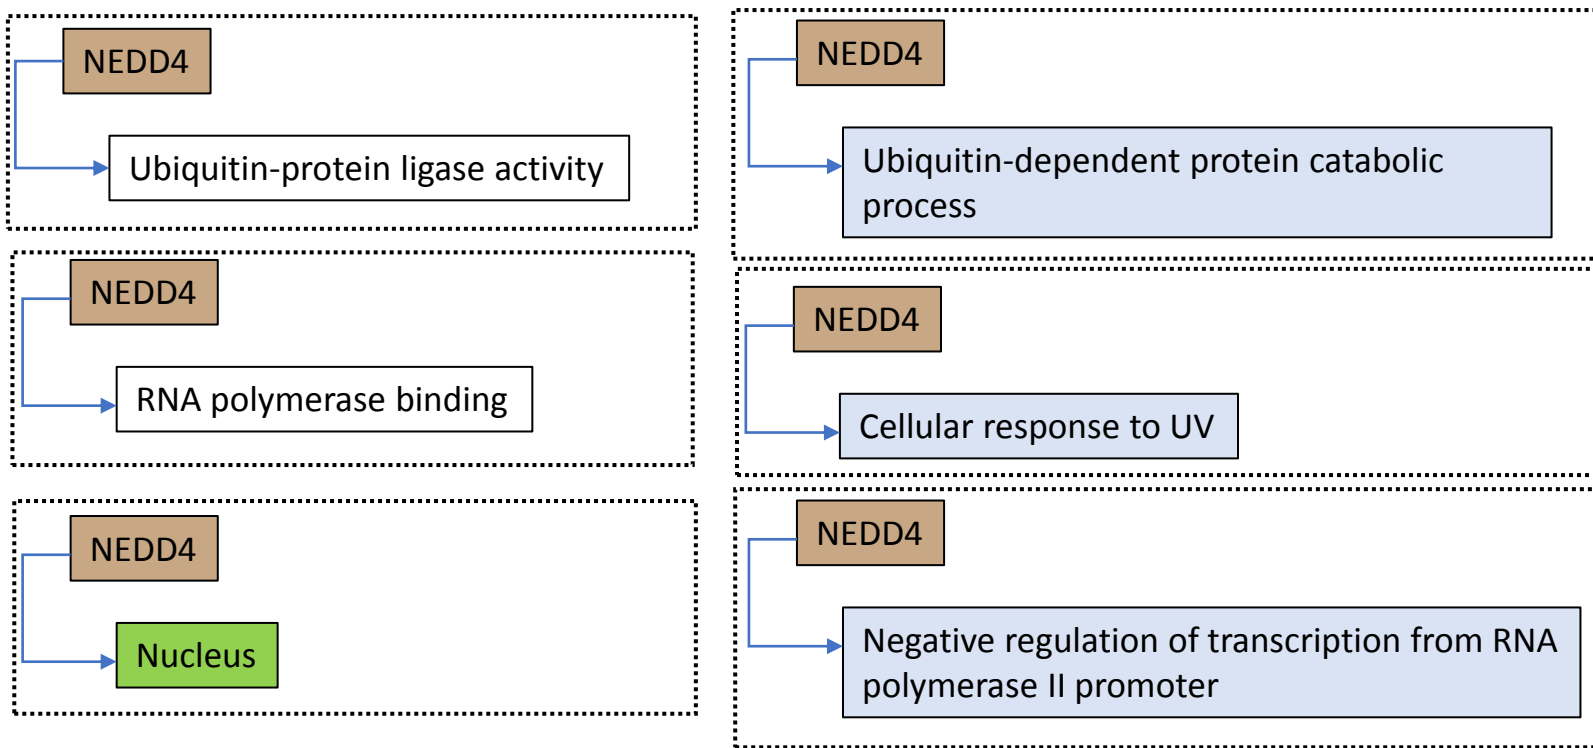 NEDD4
Ubiquitin-protein ligase activity
NEDD4
RNA polymerase binding
NEDD4
Nucleus
NEDD4
Ubiquitin-dependent protein catabolic
process
NEDD4
Cellular response to UV
NEDD4
Negative regulation of transcription from RNA
polymerase II promoter